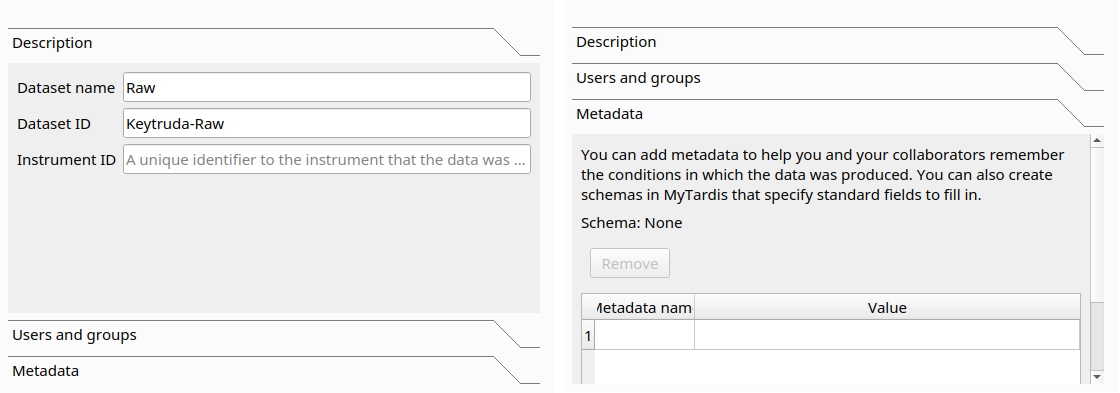 Description
Dataset name Raw
Dataset ID Keytruda-Raw
Instrument ID A unique identifier to the instrument that the data was ...
Users and groups
Metadata
Description
Users and groups
Metadata
You can add metadata to help you and your collaborators remember
the conditions in which the data was produced. You can also create
schemas in MyTardis that specify standard fields to fill in.
Schema: None
Remove
Metadata nam Value
1